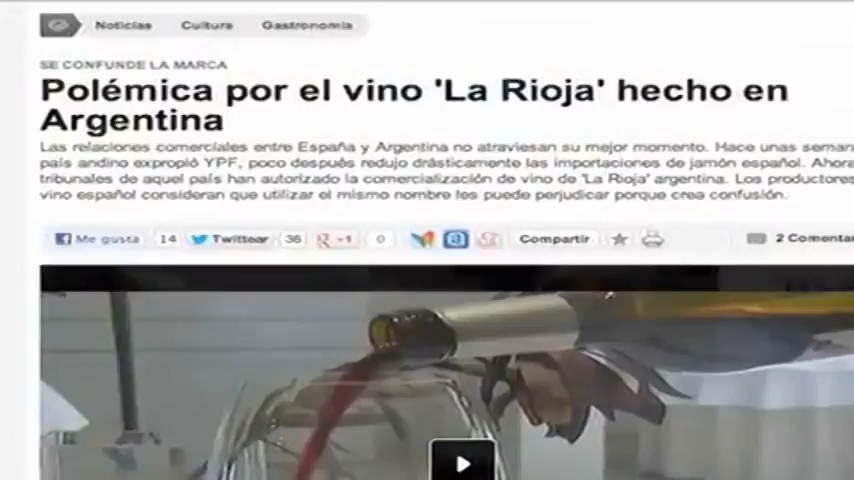 Noticias Cultura Gastronomía
SE CONFUNDE LA MARCA
Polémica por el vino 'La Rioja' hecho en
Argentina
Las relaciones comerciales entre España y Argentina no atraviesan su mejor momento. Hace unas seman
país andino expropió YPF, poco después redujo drásticamente las importaciones de jamón español. Ahora
tribunales de aquel país han autorizado la comercialización de vino de 'La Rioja' argentina. Los productores
vino español consideran que utilizar el mismo nombre les puede perjudicar porque crea confusión.
Me gusta 14 Twittear 36 +1 0 Compartir 2 Comentar